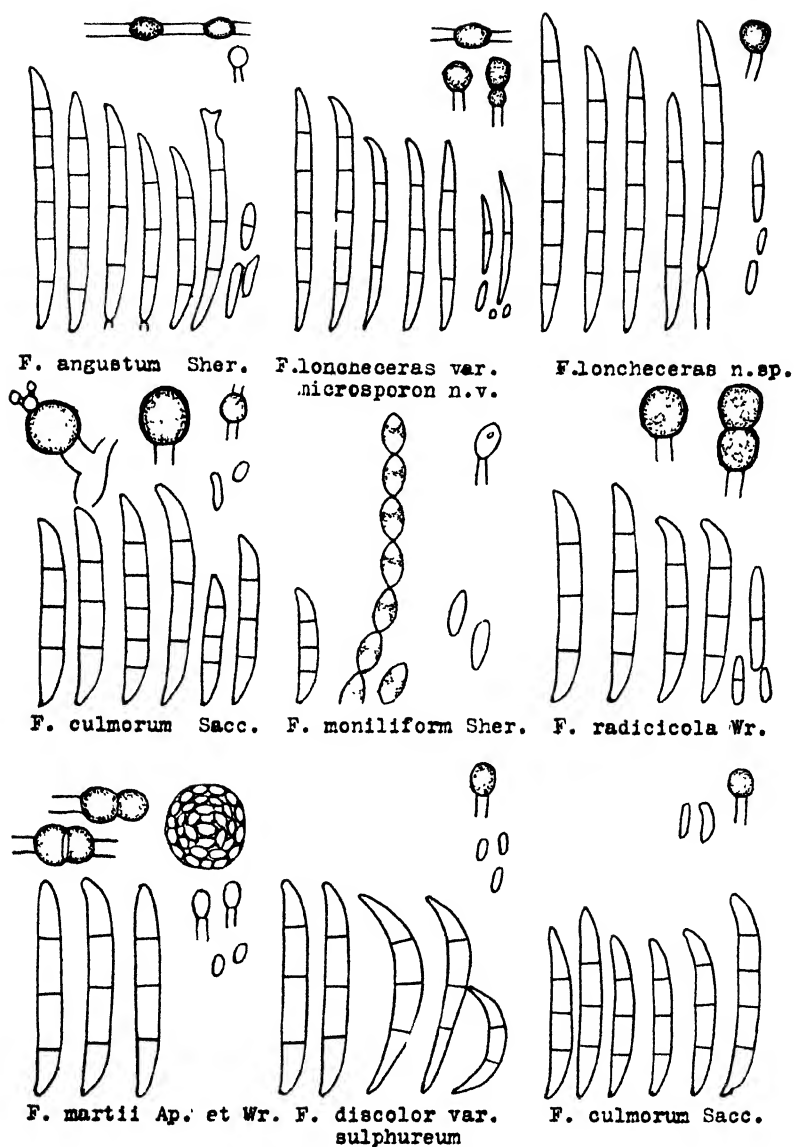 F. angustum Sher.
F.loncheceras var.
microsporon n.v.
F.loncheceras n.sp.
F. culmorum Sacc.
F. moniliform Sher.
F. radicicola Wr.
F. martii Ap. et Wr.
F. discolor var.
sulphureum
F. culmorum Sacc.